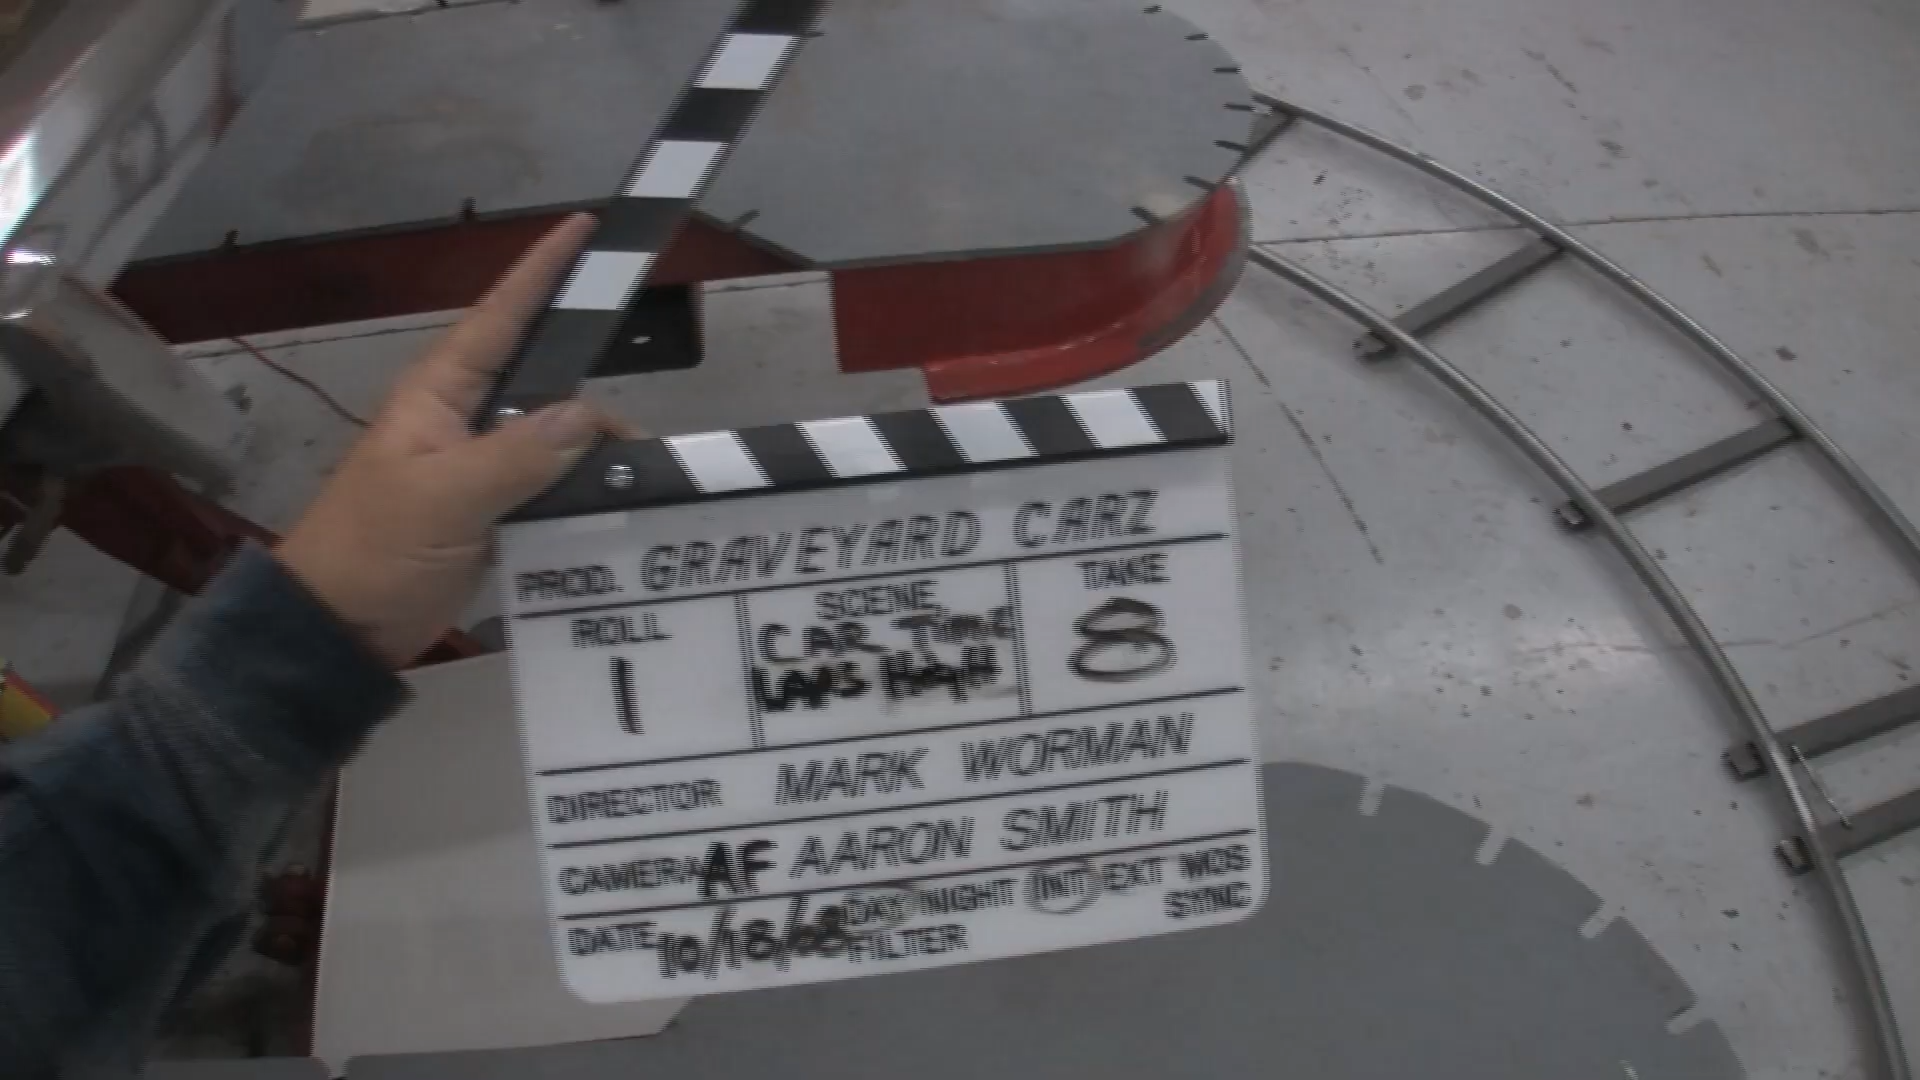 PROD. GRAVEYARD CARZ
ROLL SCENE TAKE
1 CAR TIME 8
LAPS HIGH
DIRECTOR MARK WORMAN
CAMERA AF AARON SMITH
DATE 10/18/08 DAY NIGHT INT EXT MOS
FILTER SYNC